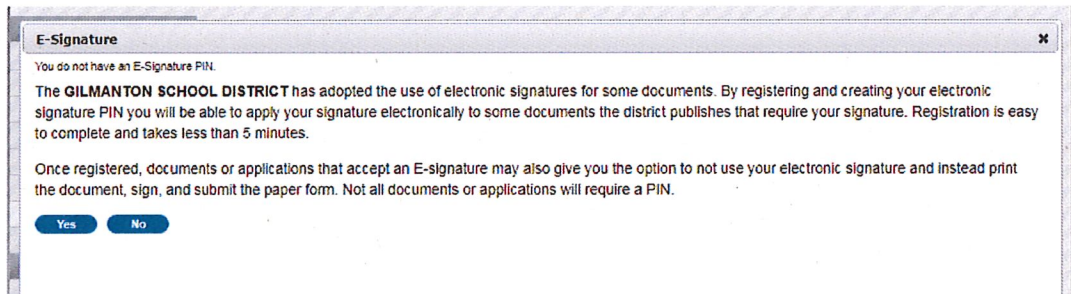 E-Signature
You do not have an E-Signature PIN.
The GILMANTON SCHOOL DISTRICT has adopted the use of electronic signatures for some documents. By registering and creating your electronic
signature PIN you will be able to apply your signature electronically to some documents the district publishes that require your signature. Registration is easy
to complete and takes less than 5 minutes.
Once registered, documents or applications that accept an E-signature may also give you the option to not use your electronic signature and instead print
the document, sign, and submit the paper form. Not all documents or applications will require a PIN.
Yes No